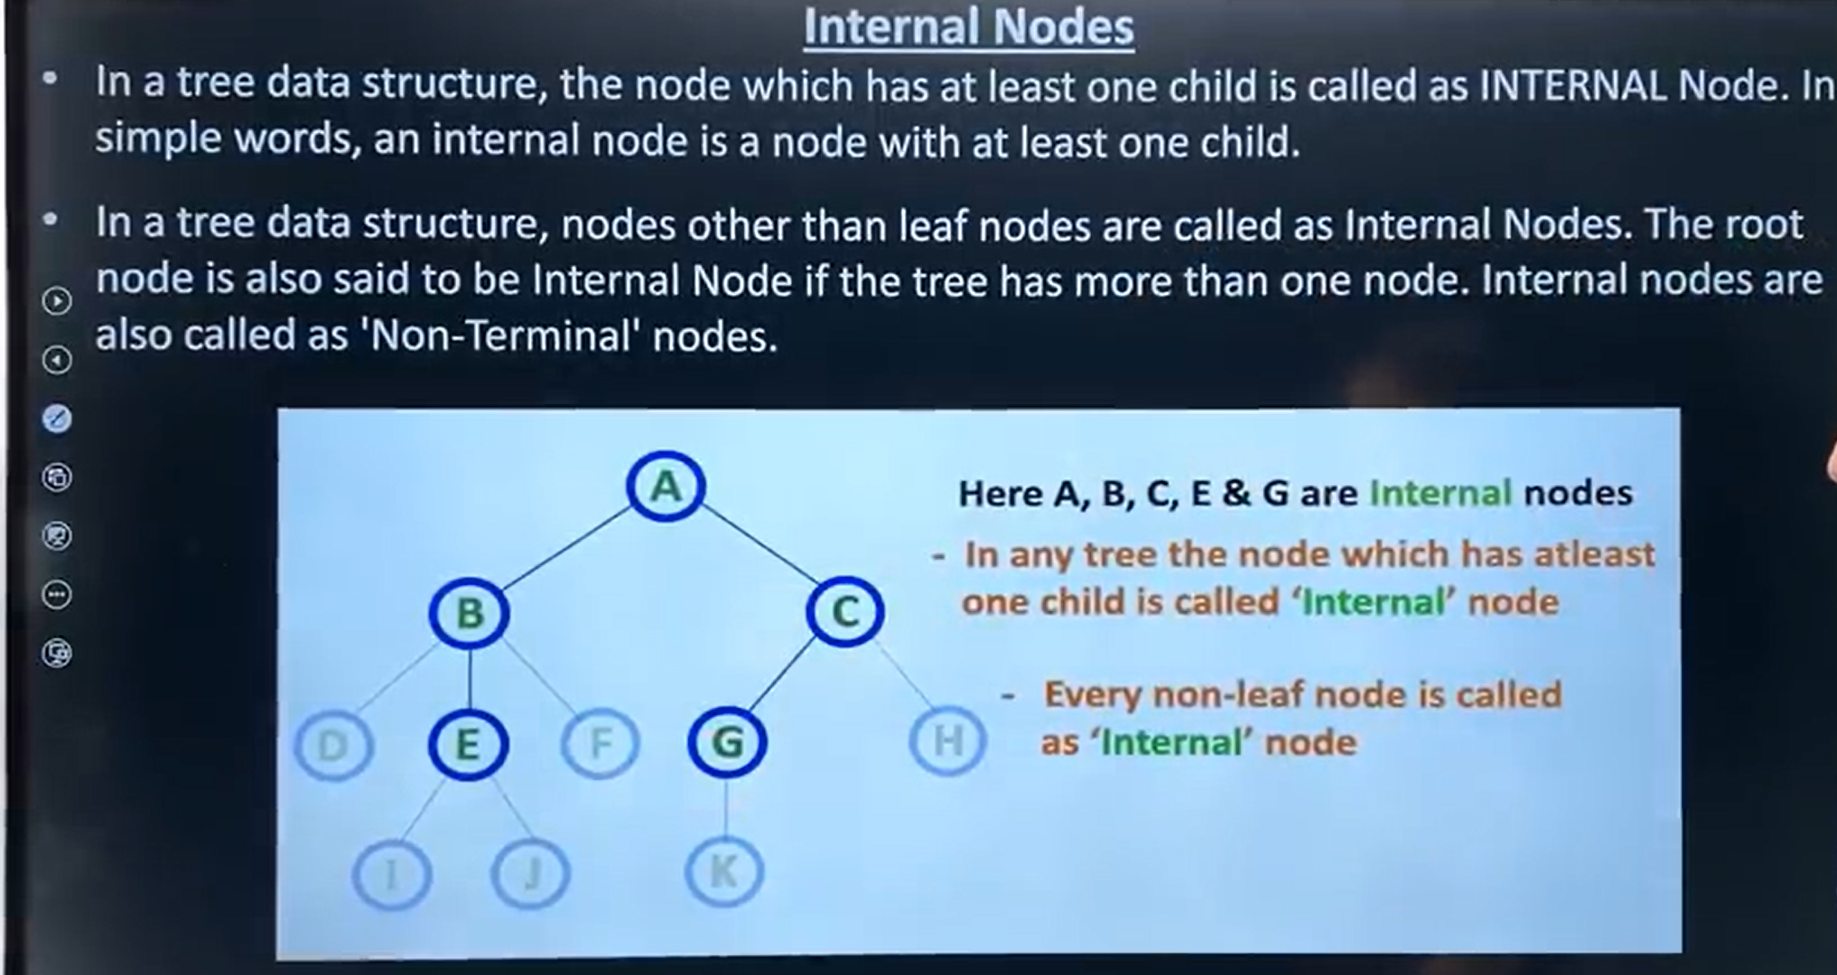 Internal Nodes
• In a tree data structure, the node which has at least one child is called as INTERNAL Node. In
simple words, an internal node is a node with at least one child.
• In a tree data structure, nodes other than leaf nodes are called as Internal Nodes. The root
node is also said to be Internal Node if the tree has more than one node. Internal nodes are
also called as 'Non-Terminal' nodes.
A
B
C
D
E
F
G
H
I
J
K
Here A, B, C, E & G are Internal nodes
- In any tree the node which has atleast
one child is called ‘Internal’ node
- Every non-leaf node is called
as ‘Internal’ node